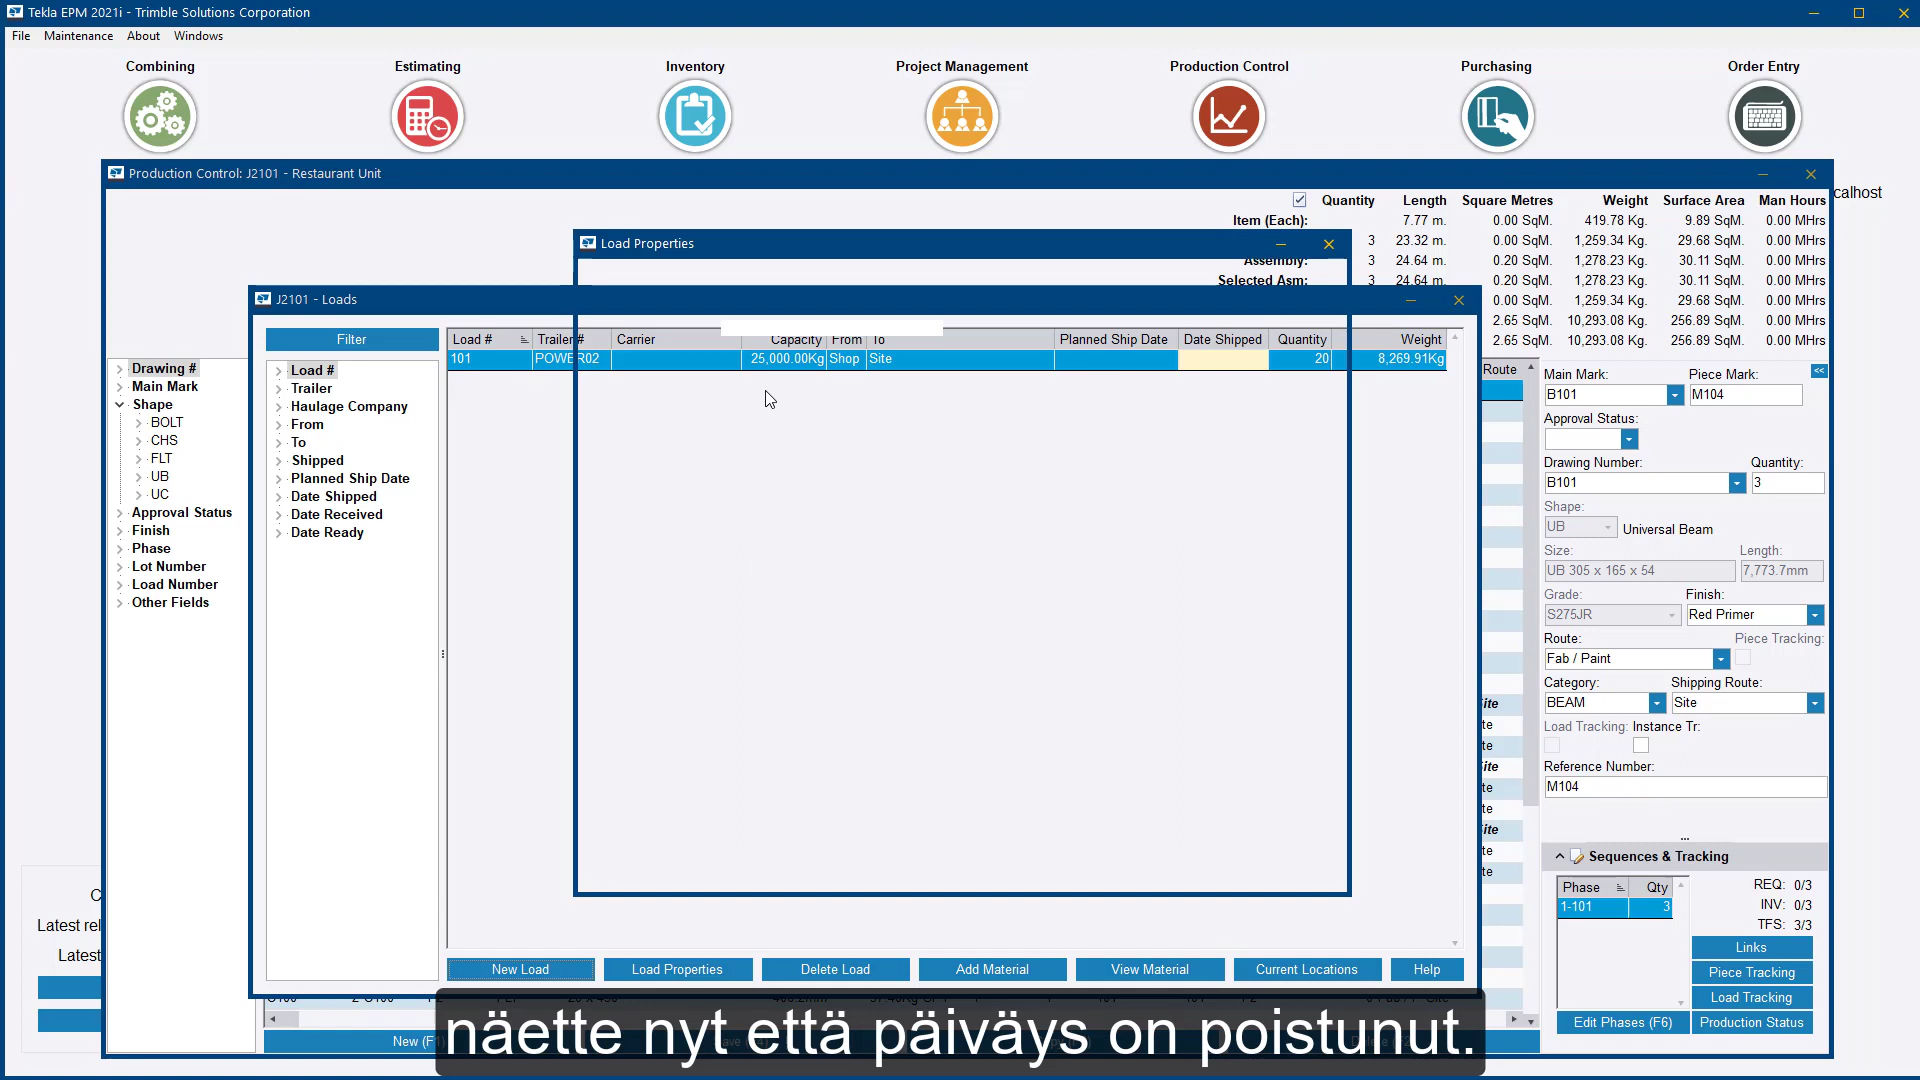 Tekla EPM 2021i - Trimble Solutions Corporation
File Maintenance About Windows
Combining Estimating Inventory Project Management Production Control Purchasing Order Entry
Production Control: J2101 - Restaurant Unit
calhost
Quantity Length Square Metres Weight Surface Area Man Hours
Item (Each): 7.77 m. 0.00 SqM. 419.78 Kg. 9.89 SqM. 0.00 MHrs
3 23.32 m. 0.00 SqM. 1,259.34 Kg. 29.68 SqM. 0.00 MHrs
Assembly: 3 24.64 m. 0.20 SqM. 1,278.23 Kg. 30.11 SqM. 0.00 MHrs
Selected Asm: 3 24.64 m. 0.20 SqM. 1,278.23 Kg. 30.11 SqM. 0.00 MHrs
00 SqM. 1,259.34 Kg. 29.68 SqM. 0.00 MHrs
2.65 SqM. 10,293.08 Kg. 256.89 SqM. 0.00 MHrs
2.65 SqM. 10,293.08 Kg. 256.89 SqM. 0.00 MHrs
Load Properties
J2101 - Loads
Drawing #
Main Mark
Shape
BOLT
CHS
FLT
UB
UC
Approval Status
Finish
Phase
Lot Number
Load Number
Other Fields
Filter
Load #
Trailer
Haulage Company
From
To
Shipped
Planned Ship Date
Date Shipped
Date Received
Date Ready
Load # Trailer # Carrier Capacity From To Planned Ship Date Date Shipped Quantity Weight
101 POWER02 25,000.00Kg Shop Site 20 8,269.91Kg
New Load Load Properties Delete Load Add Material View Material Current Locations Help
Route
ite
te
te
ite
te
te
ite
te
te
<<
Main Mark: Piece Mark:
B101 M104
Approval Status:
Drawing Number: Quantity:
B101 3
Shape:
UB Universal Beam
Size: Length:
UB 305 x 165 x 54 7,773.7mm
Grade: Finish:
S275JR Red Primer
Route: Piece Tracking:
Fab / Paint
Category: Shipping Route:
BEAM Site
Load Tracking: Instance Tr:
Reference Number:
M104
Sequences & Tracking
Phase Qty
1-101 3
REQ: 0/3
INV: 0/3
TFS: 3/3
Links
Piece Tracking
Load Tracking
Edit Phases (F6) Production Status
C
Latest rel
Latest
New (F1
näette nyt että päiväys on poistunut.